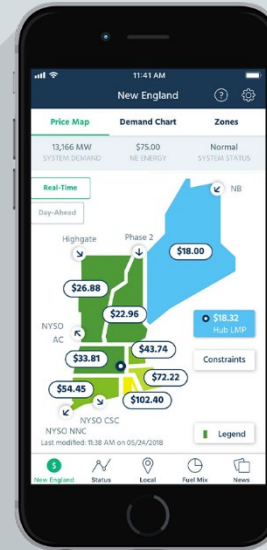 11:41 AM
New England
?
Price Map
Demand Chart
Zones
13,166 MW
$75.00
Normal
SYSTEM DEMAND
NE ENERGY
SYSTEM STATUS
Real-Time
Day-Ahead
NB
Highgate
Phase 2
$18.00
$26.88
$22.96
$18.32
Hub LMP
NYSO
AC
$43.74
$33.81
Constraints
$72.22
$54.45
$102.40
NYSO CSC
NYSO NNC
Legend
Last modified: 11:38 AM on 05/24/2018
$
New England
Status
Local
Fuel Mix
News